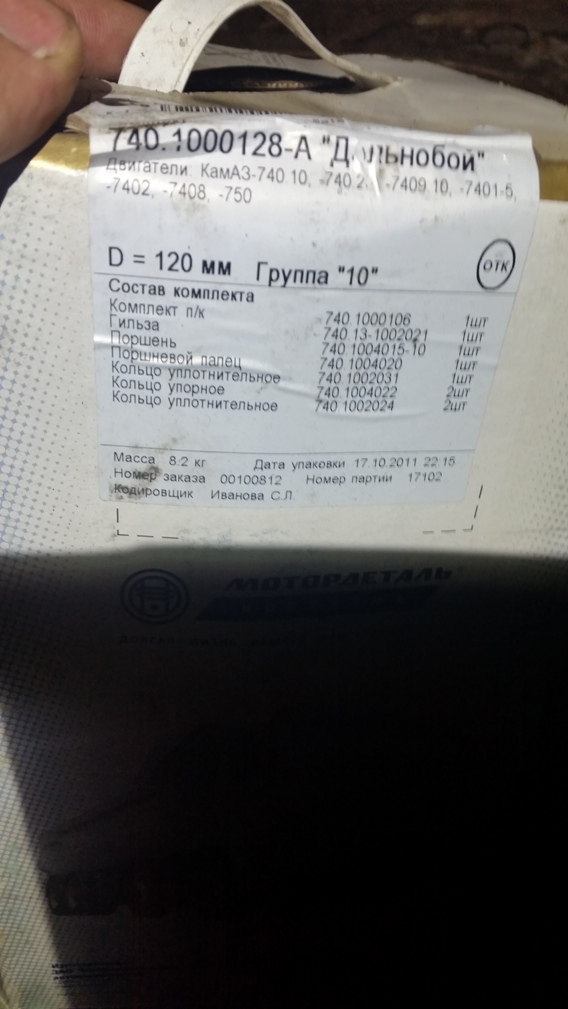 740.1000128-А "Дальнобой"
Двигатели: КамАЗ-740.10, -7409.10, -7401-5,
-7402, -7408, -750
D = 120 мм Группа "10"
ОТК
Состав комплекта
Комплект п/к 740.1000106 1шт
Гильза 740.13-1002021 1шт
Поршень 740.1004015-10 1шт
Поршневой палец 740.1004020 1шт
Кольцо уплотнительное 740.1002031 1шт
Кольцо упорное 740.1004022 2шт
Кольцо уплотнительное 740.1002024 2шт
Масса 8.2 кг Дата упаковки 17.10.2011 22:15
Номер заказа 00100812 Номер партии 17102
Кодировщик Иванова С.Л.
МОТОРДЕТАЛЬ